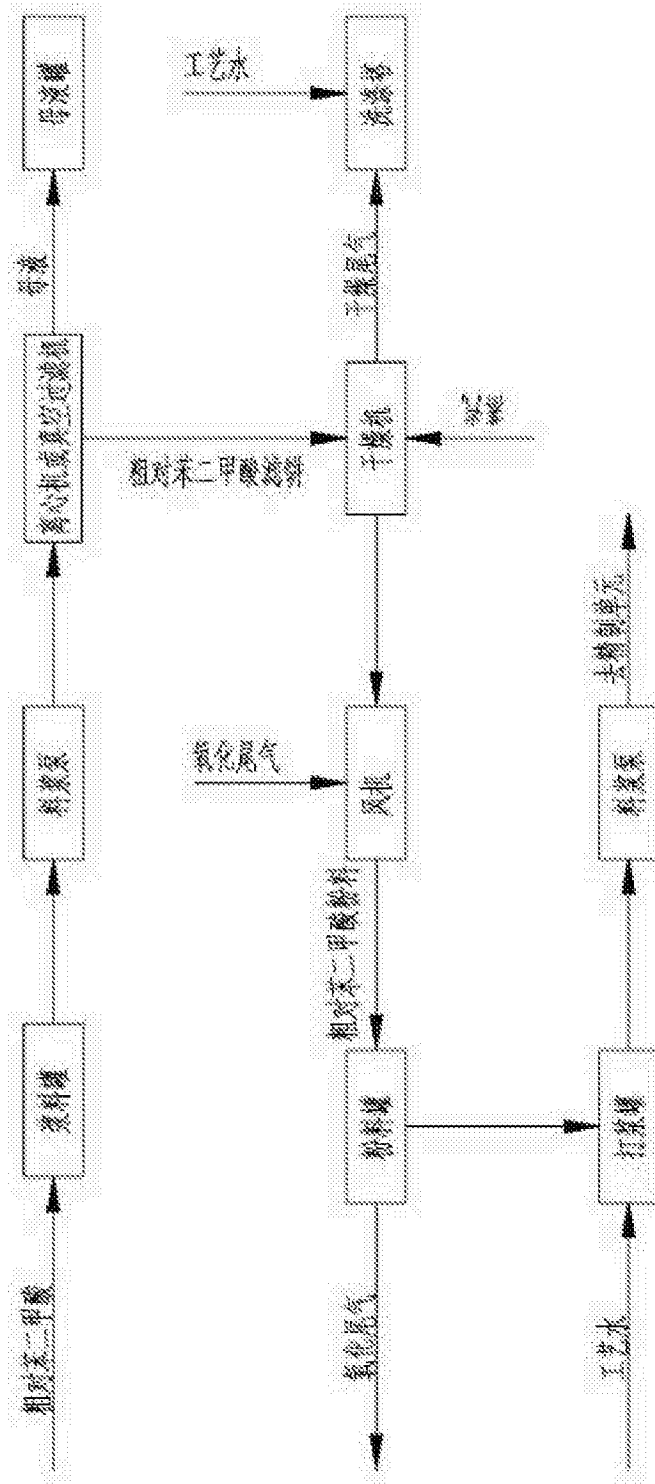 粗对苯二甲酸
浆料罐
料浆泵
离心机或真空过滤机
母液
母液罐
粗对苯二甲酸滤饼
工艺水
氧化尾气
氧化尾气
粉料罐
粗对苯二甲酸粉料
风机
干燥机
干燥尾气
洗涤塔
工艺水
打浆罐
料浆泵
去精制单元